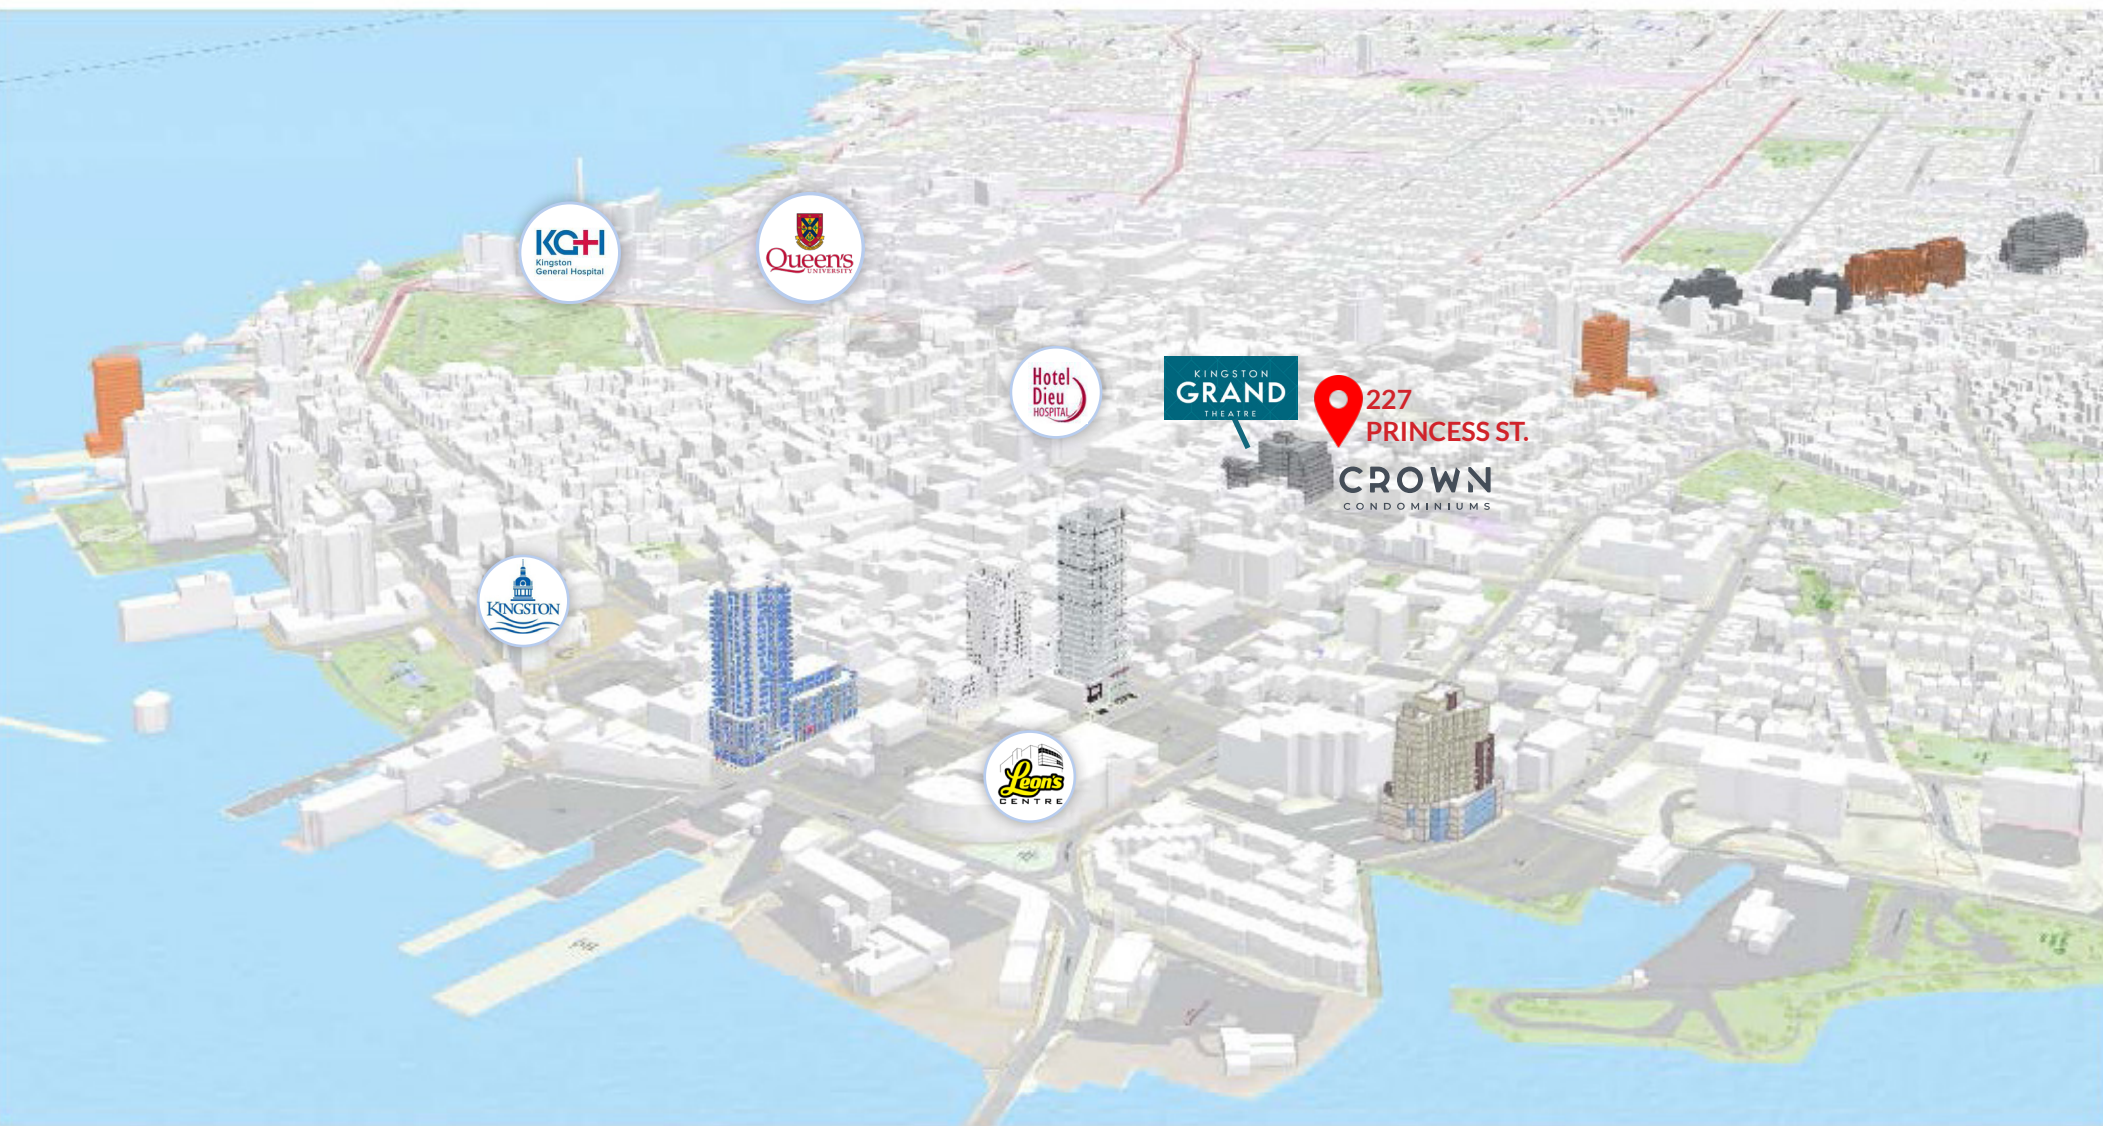 KGH
Kingston
General Hospital
Queen's
UNIVERSITY
Hotel
Dieu
HOSPITAL
KINGSTON
GRAND
THEATRE
227
PRINCESS ST.
CROWN
CONDOMINIUMS
KINGSTON
Leon's
CENTRE